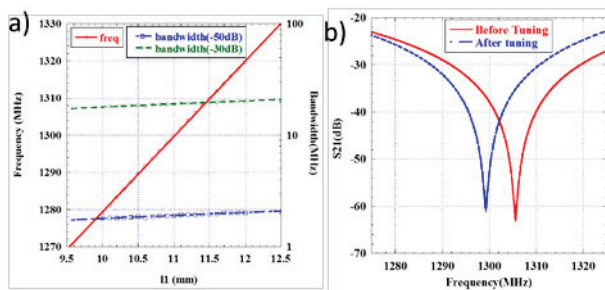 a)
freq
bandwidth(-50dB)
bandwidth(-30dB)
1330
1320
1310
1300
1290
1280
1270
Frequency (MHz)
100
10
1
Bandwidth(MHz)
9.5 10 10.5 11 11.5 12 12.5
l1 (mm)
b)
Before Tuning
After tuning
-20
-30
-40
-50
-60
-70
S21(dB)
1280 1290 1300 1310 1320
Frequency(MHz)